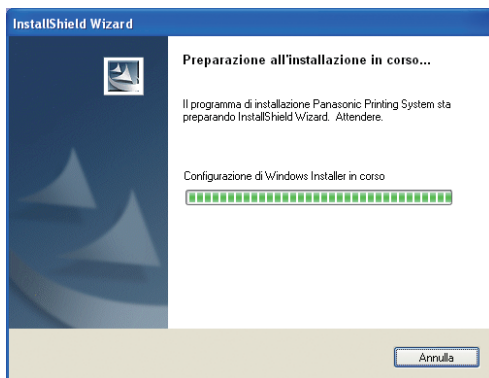 InstallShield Wizard
Preparazione all'installazione in corso...
Il programma di installazione Panasonic Printing System sta
preparando InstallShield Wizard. Attendere.
Configurazione di Windows Installer in corso
Annulla